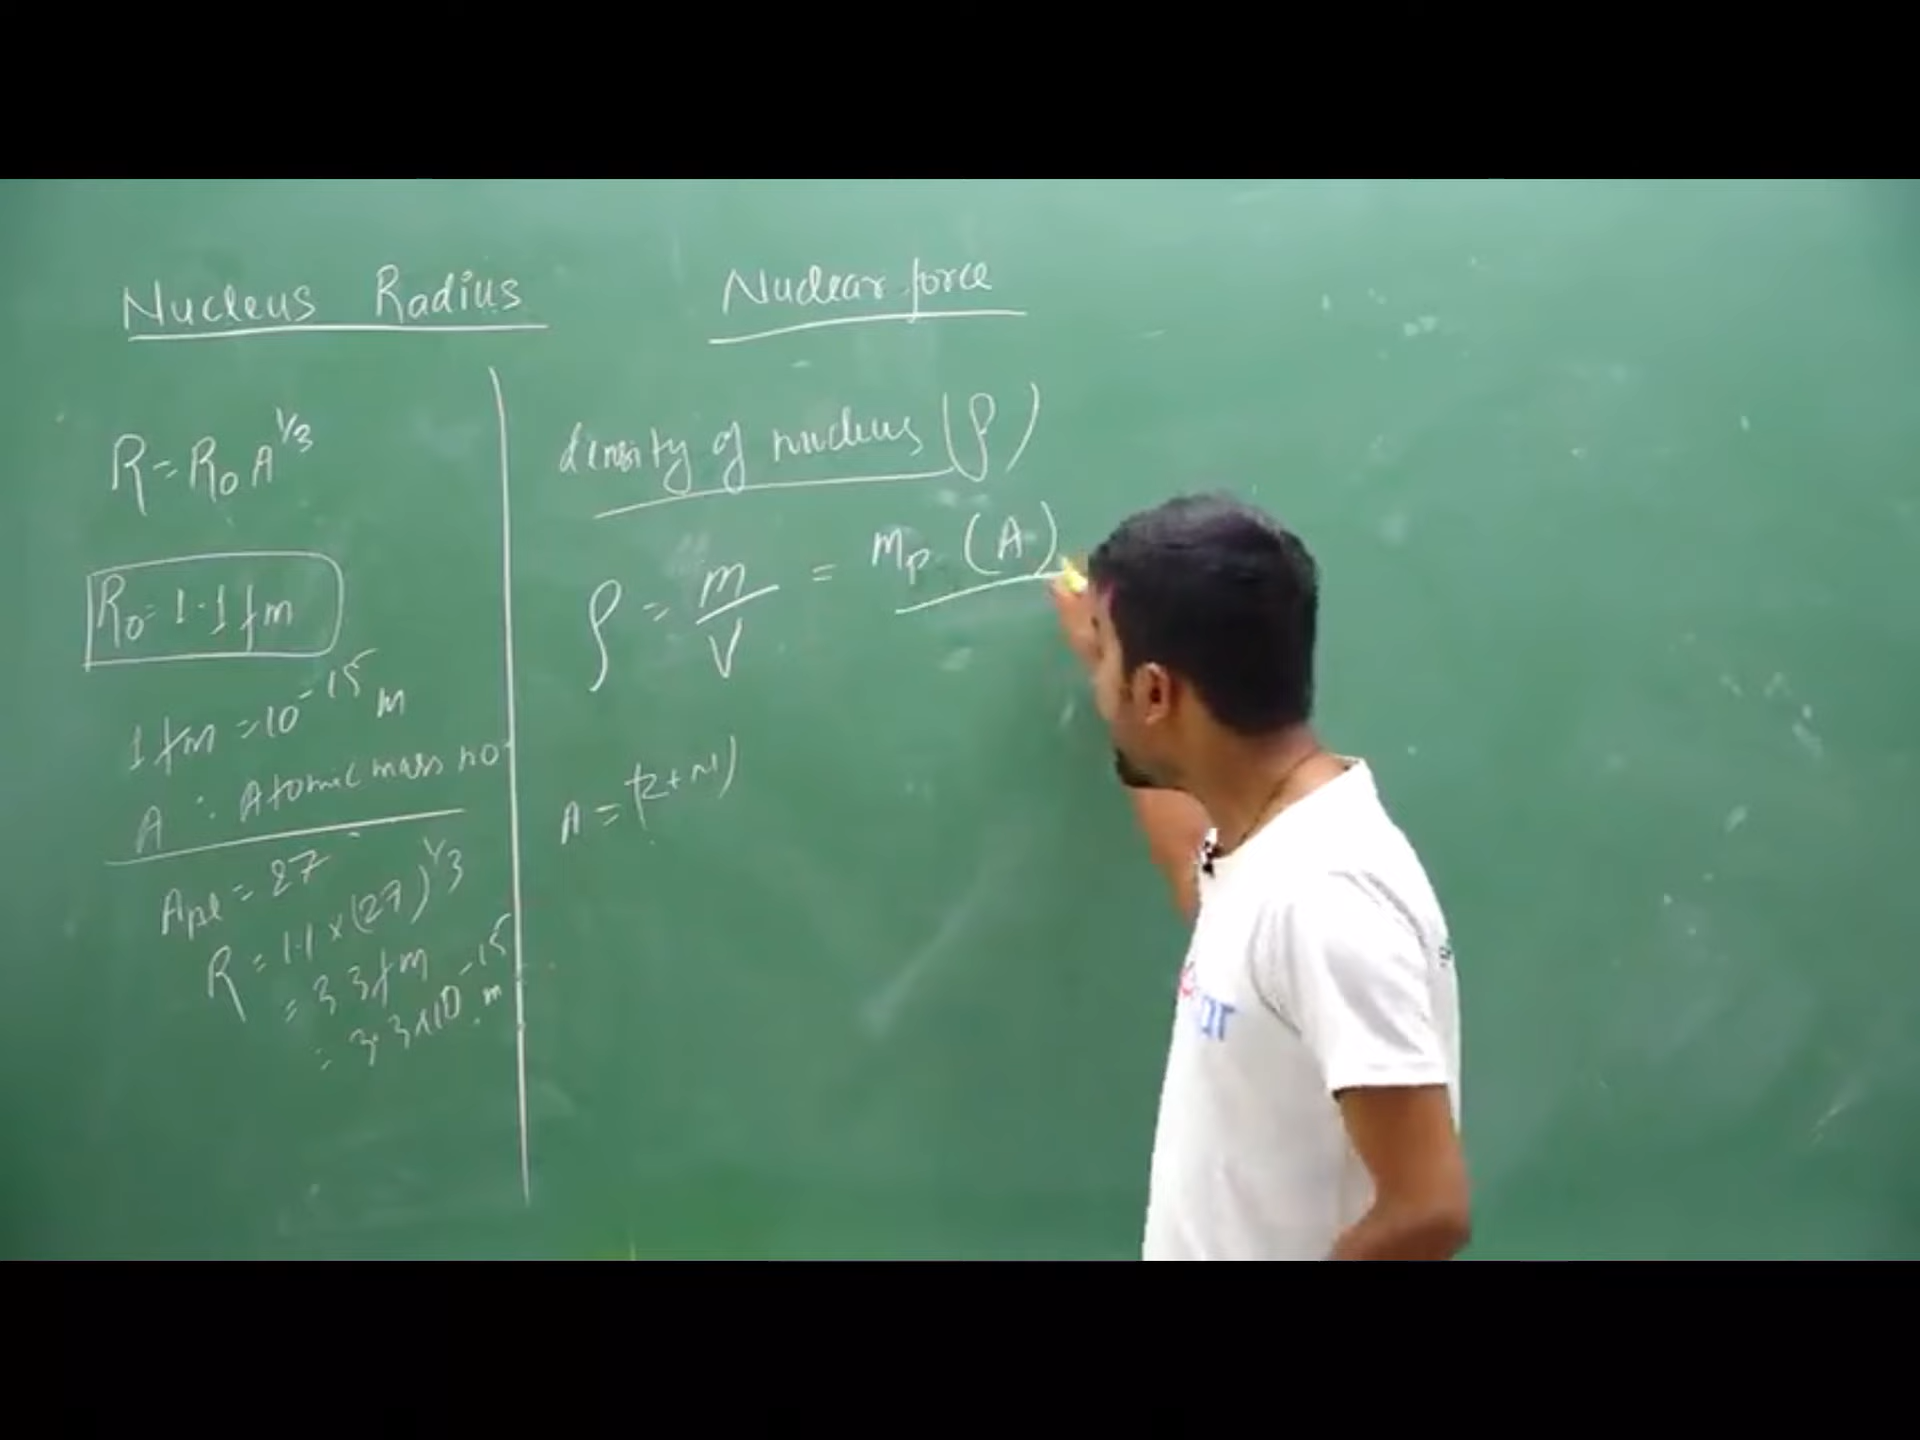 Nucleus Radius
Nuclear force
R = R₀ A^1/3
R₀ = 1.1 fm
1 fm = 10^-15 m
A : Atomic mass no
= 27
R = 1.1 × (27)^1/3
= 3.3 fm
= 3.3 × 10^-15 m
density of nucleus (ρ)
ρ = m/V = mp (A)
A =